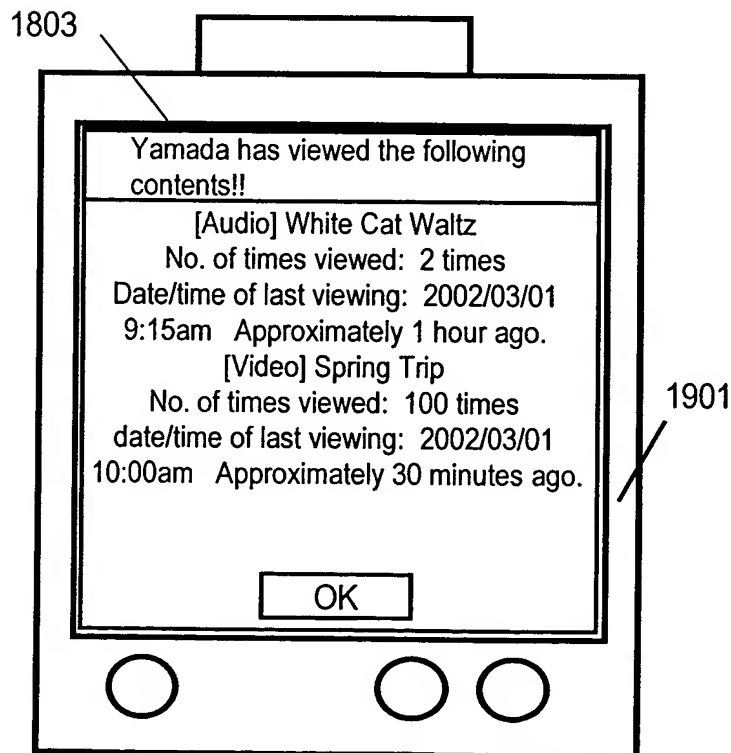 1803
Yamada has viewed the following
contents!!
[Audio] White Cat Waltz
No. of times viewed: 2 times
Date/time of last viewing: 2002/03/01
9:15am Approximately 1 hour ago.
[Video] Spring Trip
No. of times viewed: 100 times
date/time of last viewing: 2002/03/01
10:00am Approximately 30 minutes ago.
1901
OK